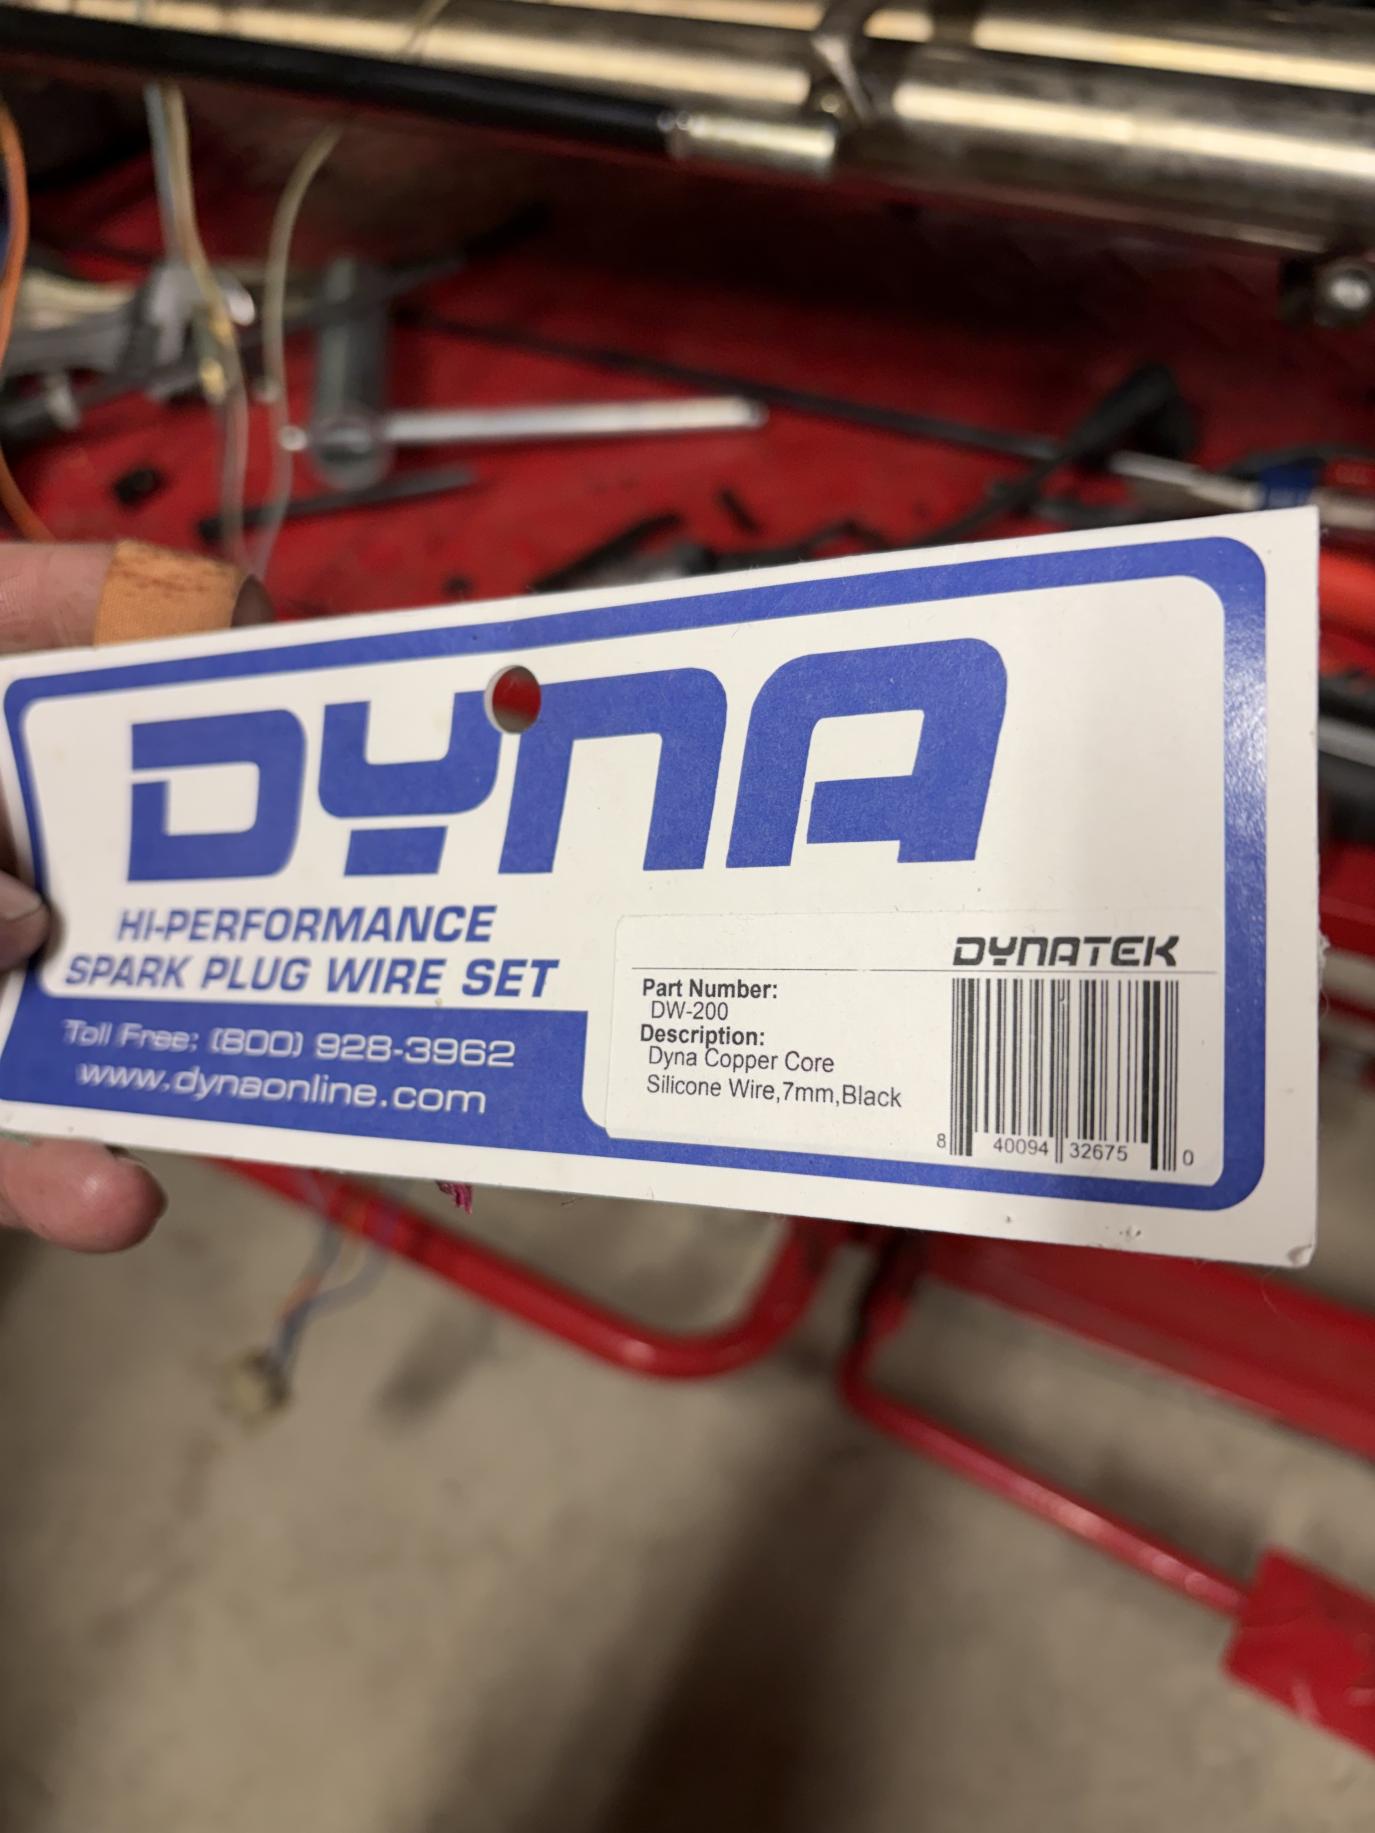 DYNA
HI-PERFORMANCE
SPARK PLUG WIRE SET
Toll Free: (800) 928-3962
www.dynaonline.com
DYNATEK
Part Number:
DW-200
Description:
Dyna Copper Core
Silicone Wire,7mm,Black
8 40094 32675 0